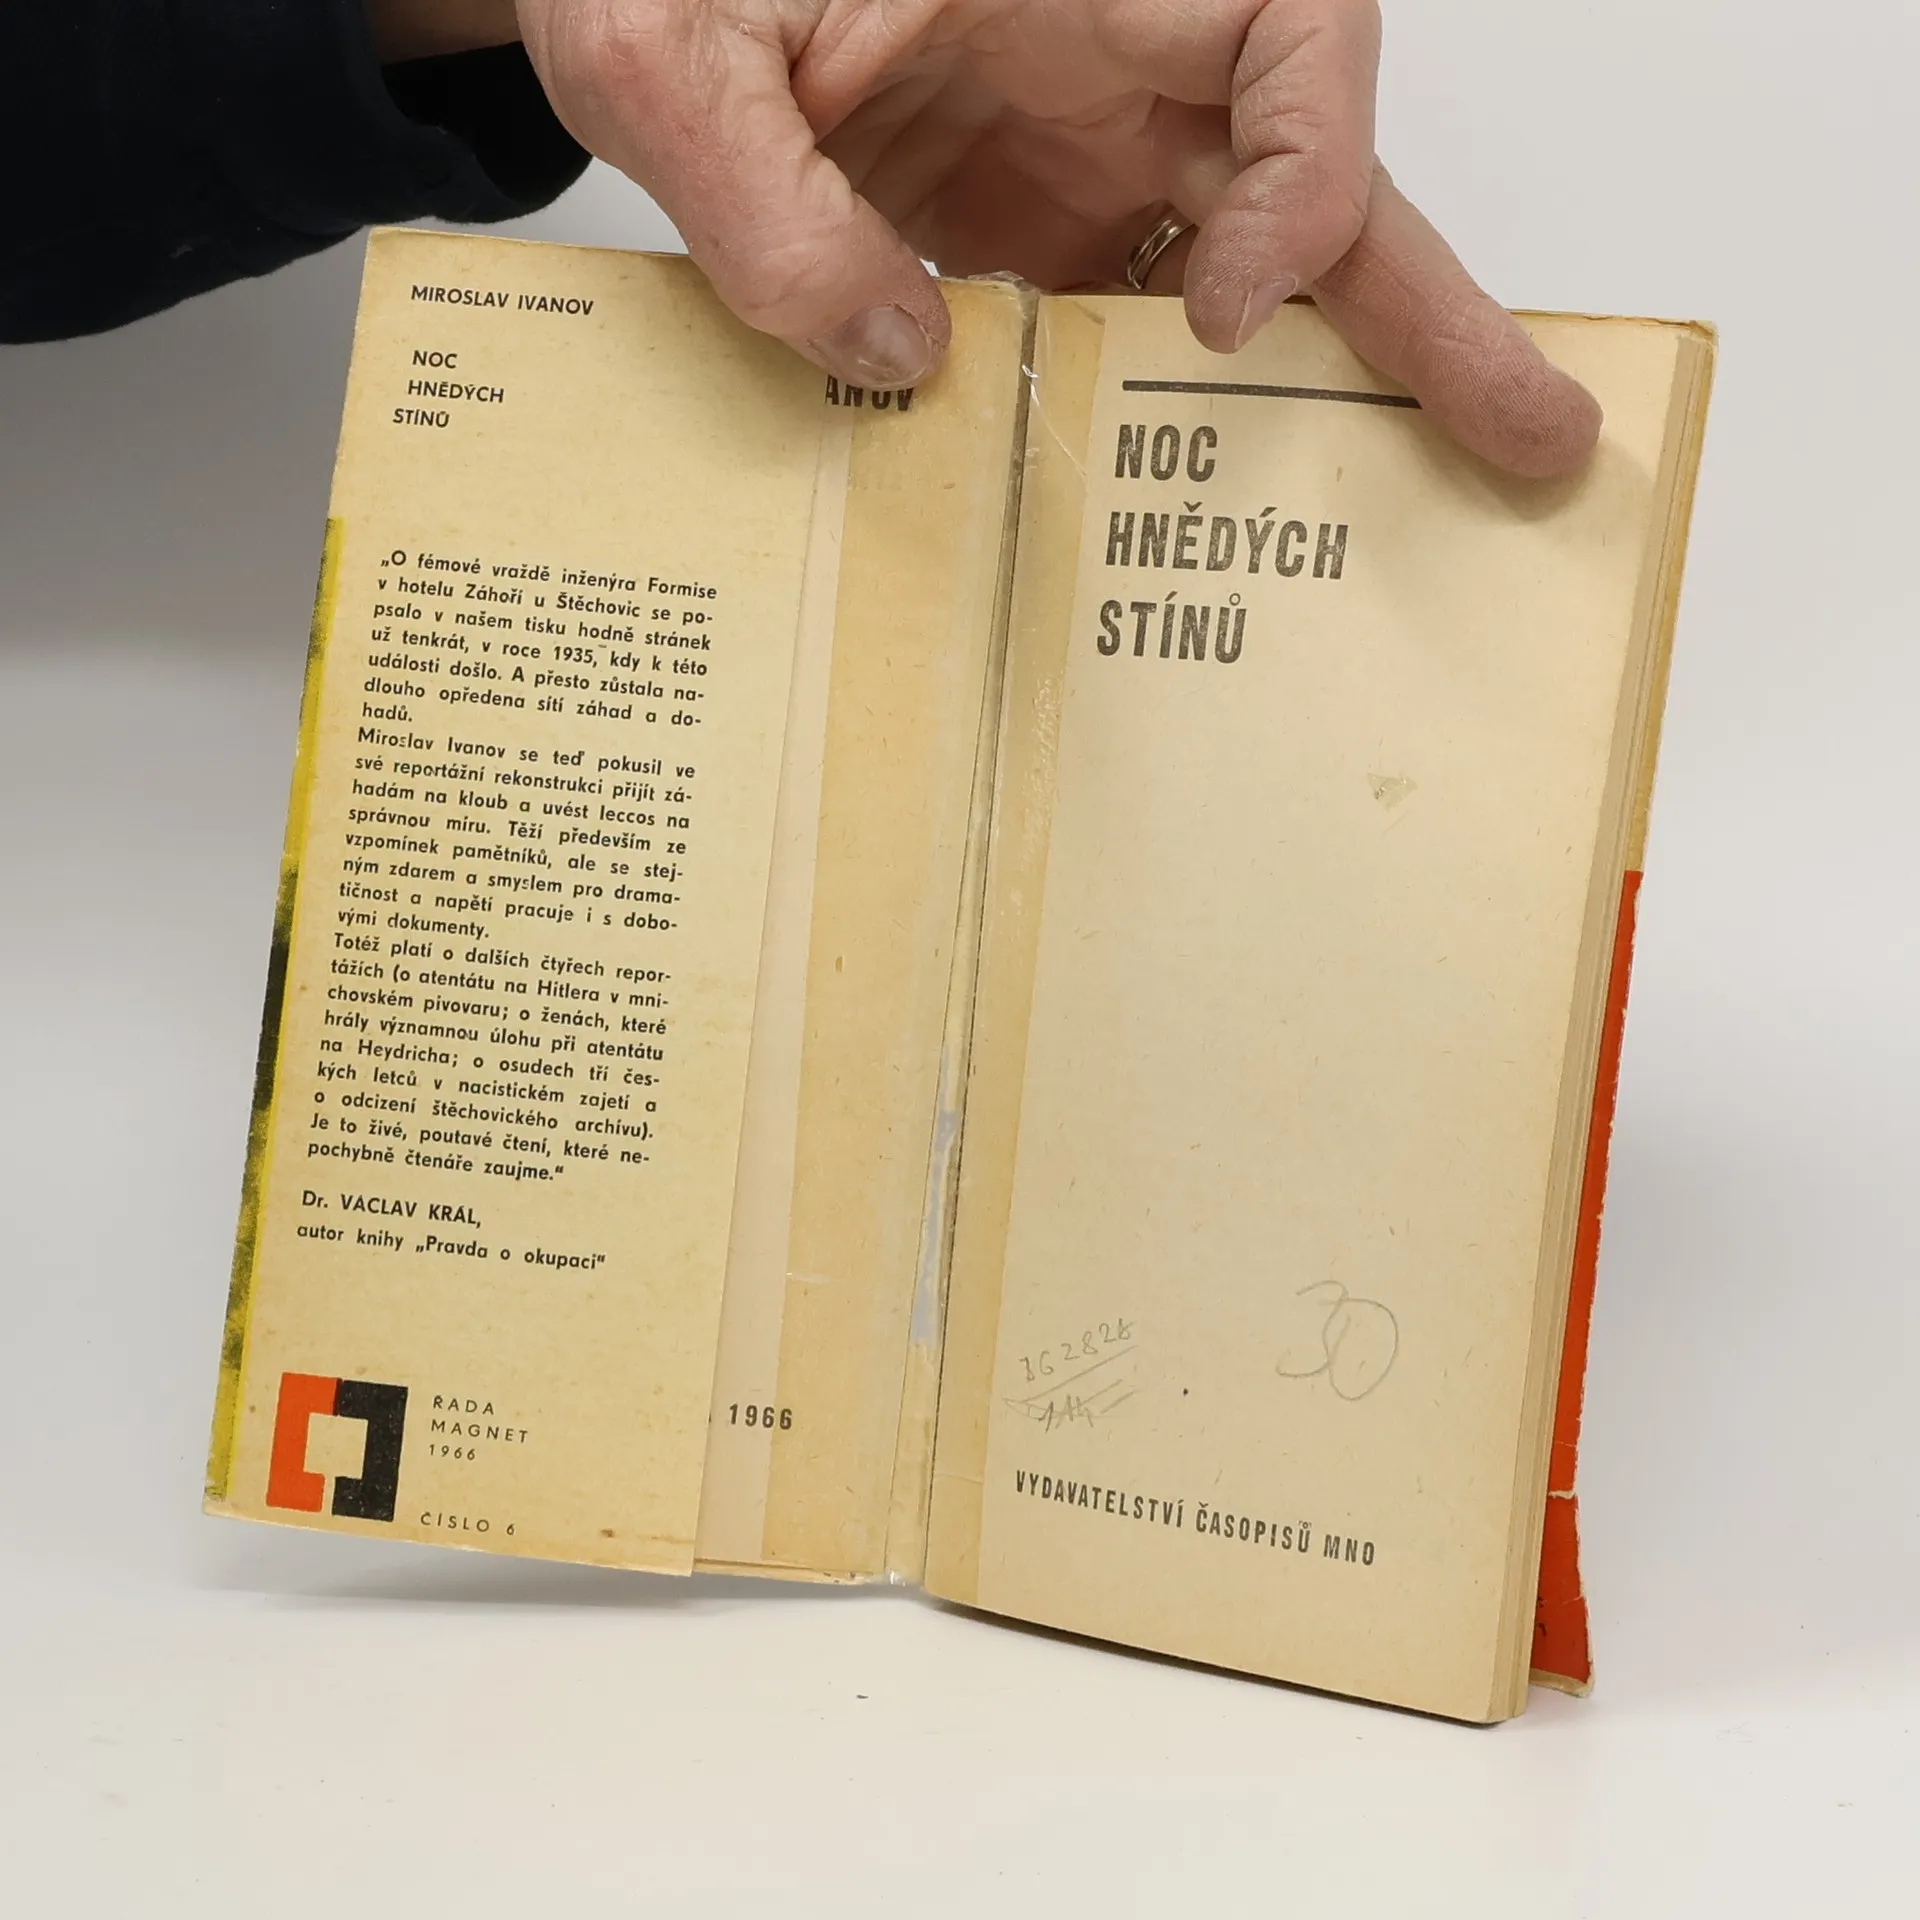 MIROSLAV IVANOV
NOC
HNĚDÝCH
STÍNŮ
„O fémové vraždě inženýra Formise
v hotelu Záhoří u Štěchovic se po-
psalo v našem tisku hodně stránek
už tenkrát, v roce 1935, kdy k této
události došlo. A přesto zůstala na-
dlouho opředena sítí záhad a do-
hadů.
Miroslav Ivanov se teď pokusil ve
své reportážní rekonstrukci přijít zá-
hadám na kloub a uvést leccos na
správnou míru. Těží především ze
vzpomínek pamětníků, ale se stej-
ným zdarem a smyslem pro drama-
tičnost a napětí pracuje i s dobo-
vými dokumenty.
Totéž platí o dalších čtyřech repor-
tážích (o atentátu na Hitlera v mni-
chovském pivovaru; o ženách, které
hrály významnou úlohu při atentátu
na Heydricha; o osudech tří čes-
kých letců v nacistickém zajetí a
o odcizení štěchovického archívu).
Je to živé, poutavé čtení, které ne-
pochybně čtenáře zaujme.“
Dr. VÁCLAV KRÁL,
autor knihy „Pravda o okupaci“
ŘADA
MAGNET
1966
ČÍSLO 6
ANOV
1966
NOC
HNĚDÝCH
STÍNŮ
30
VYDAVATELSTVÍ ČASOPISŮ MNO